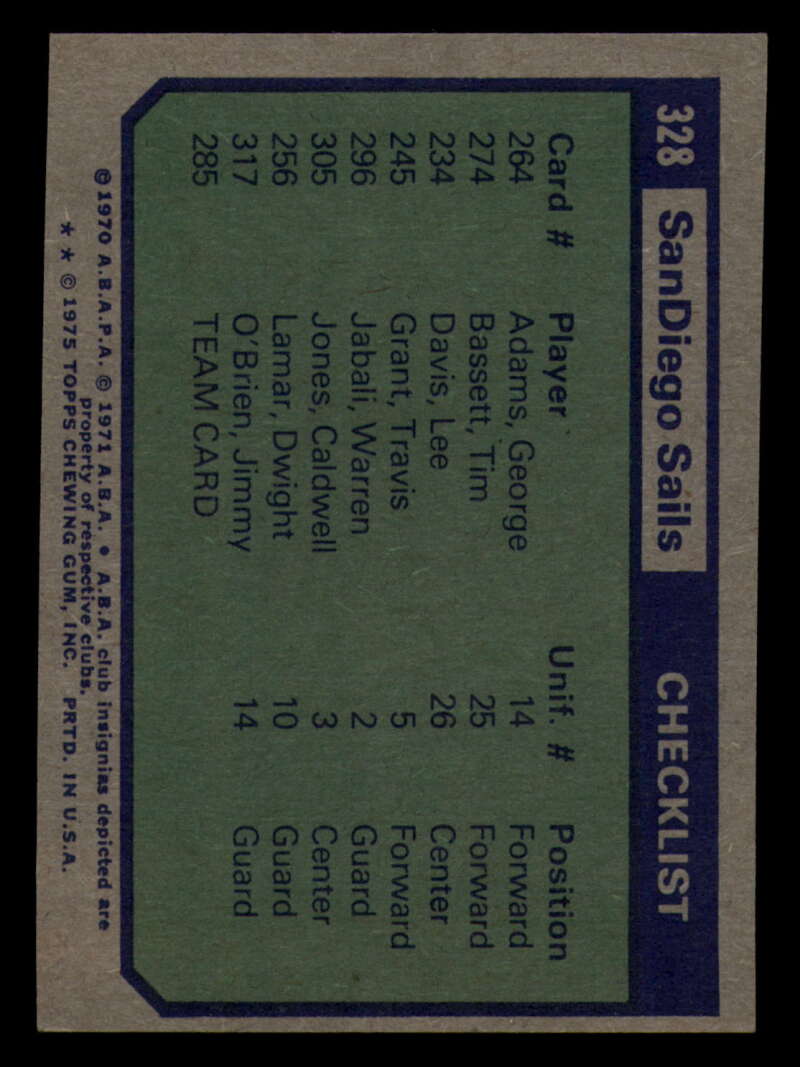 328 SanDiego Sails CHECKLIST
Card # Player Unif. # Position
264 Adams, George 14 Forward
274 Bassett, Tim 25 Forward
234 Davis, Lee 26 Center
245 Grant, Travis 5 Forward
296 Jabali, Warren 2 Guard
305 Jones, Caldwell 3 Center
256 Lamar, Dwight 10 Guard
317 O'Brien, Jimmy 14 Guard
285 TEAM CARD
©1970 A.B.A.P.A. © 1971 A.B.A. • A.B.A. club insignias depicted are
property of respective clubs.
★ ★ © 1975 TOPPS CHEWING GUM, INC. PRTD. IN U.S.A.